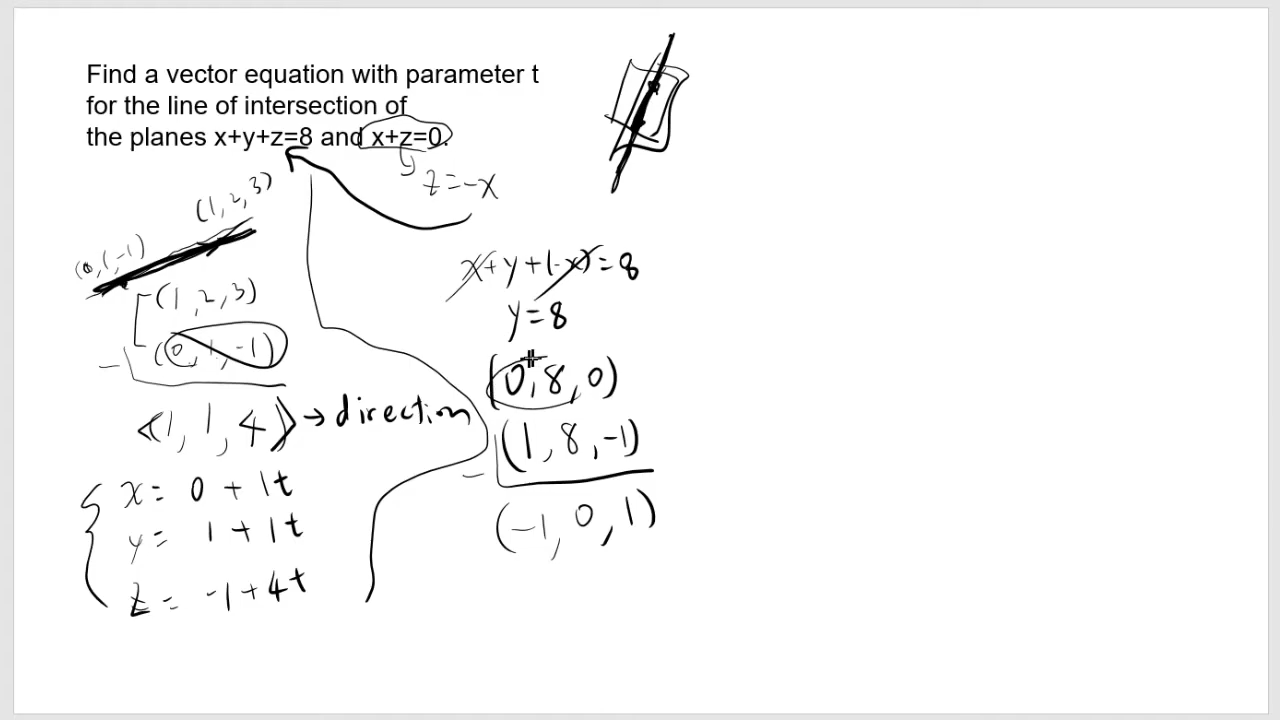 Find a vector equation with parameter t
for the line of intersection of
the planes x+y+z=8 and x+z=0.
z=-x
(1,2,3)
(0,1,-1)
(1,2,3)
- (0,1,-1)
<1,1,4> → direction
x= 0 + 1t
y= 1 + 1t
z= -1+4t
x+y+(-x)=8
y=8
(0,8,0)
- (1,8,-1)
(-1,0,1)